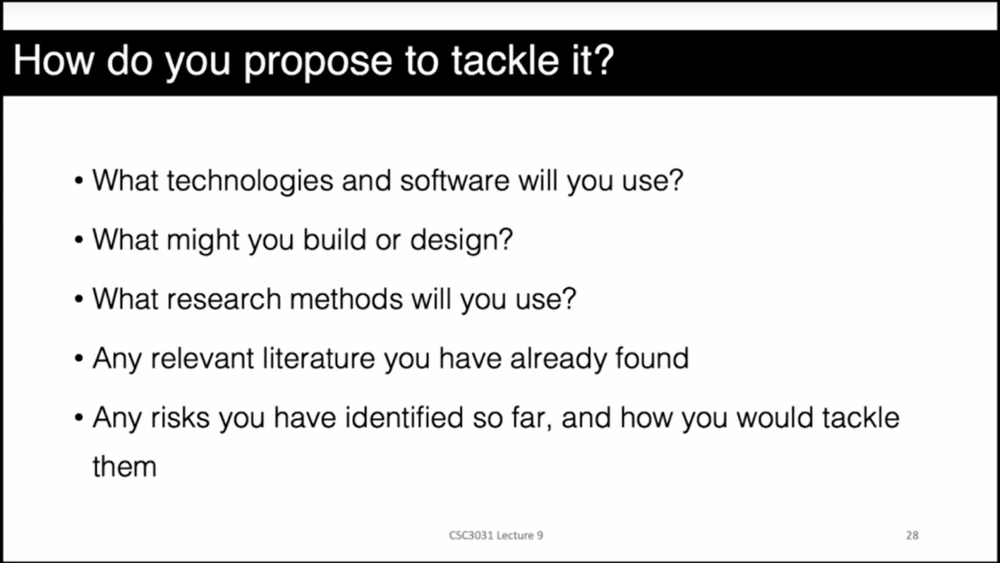 How do you propose to tackle it?
• What technologies and software will you use?
• What might you build or design?
• What research methods will you use?
• Any relevant literature you have already found
• Any risks you have identified so far, and how you would tackle
them
CSC3031 Lecture 9
28